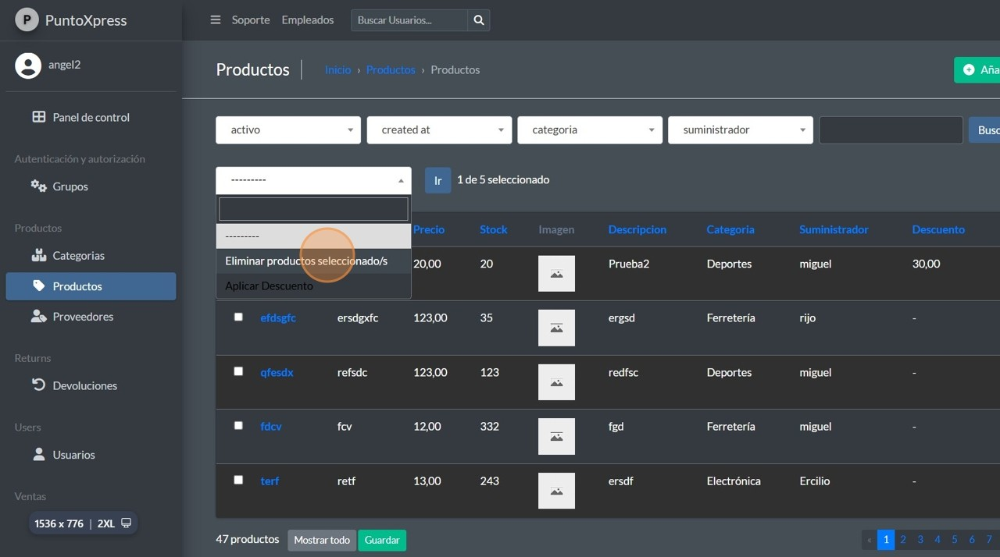 P PuntoXpress
Soporte Empleados Buscar Usuarios...
angel2
Productos Inicio › Productos › Productos Aña
Panel de control
activo created at categoria suministrador Busc
Autenticación y autorización
--------- Ir 1 de 5 seleccionado
Grupos
Productos
---------
Precio Stock Imagen Descripcion Categoria Suministrador Descuento
Categorias
Eliminar productos seleccionado/s
20,00 20 Prueba2 Deportes miguel 30,00
Aplicar Descuento
Productos
Proveedores
efdsgfc ersdgxfc 123,00 35 ergsd Ferretería rijo -
Returns
qfesdx refsdc 123,00 123 redfsc Deportes miguel -
Devoluciones
Users
fdcv fcv 12,00 332 fgd Ferretería miguel -
Usuarios
terf retf 13,00 243 ersdf Electrónica Ercilio -
Ventas
1536 x 776 | 2XL
47 productos Mostrar todo Guardar « 1 2 3 4 5 6 7